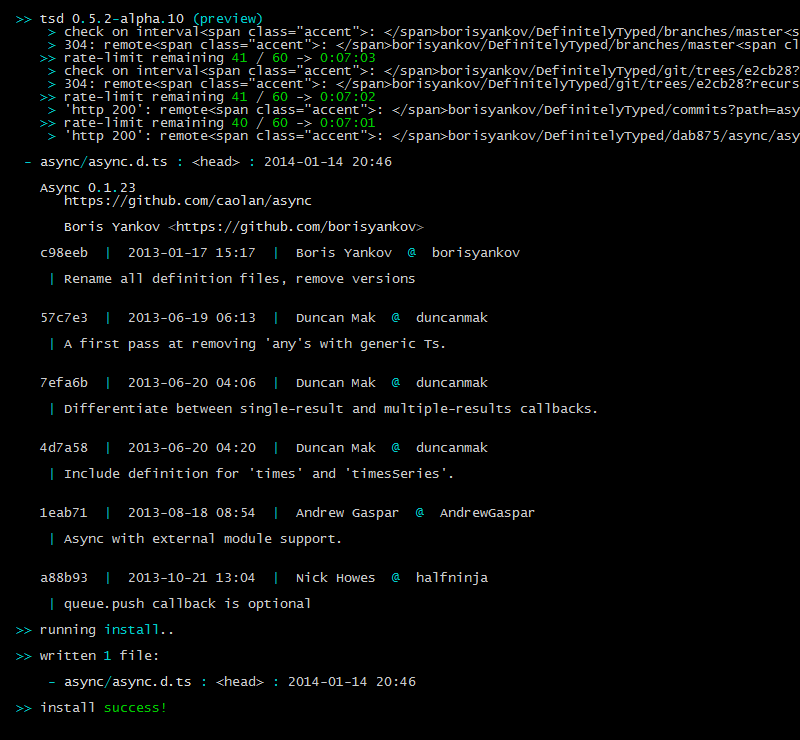 >> tsd 0.5.2-alpha.10 (preview)
> check on interval<span class="accent">: </span>borisyankov/DefinitelyTyped/branches/master<s
> 304: remote<span class="accent">: </span>borisyankov/DefinitelyTyped/branches/master<span cl
>> rate-limit remaining 41 / 60 -> 0:07:03
> check on interval<span class="accent">: </span>borisyankov/DefinitelyTyped/git/trees/e2cb28?
> 304: remote<span class="accent">: </span>borisyankov/DefinitelyTyped/git/trees/e2cb28?recurs
>> rate-limit remaining 41 / 60 -> 0:07:02
> 'http 200': remote<span class="accent">: </span>borisyankov/DefinitelyTyped/commits?path=asy
>> rate-limit remaining 40 / 60 -> 0:07:01
> 'http 200': remote<span class="accent">: </span>borisyankov/DefinitelyTyped/dab875/async/asy
- async/async.d.ts : <head> : 2014-01-14 20:46
Async 0.1.23
https://github.com/caolan/async
Boris Yankov <https://github.com/borisyankov>
c98eeb | 2013-01-17 15:17 | Boris Yankov @ borisyankov
| Rename all definition files, remove versions
57c7e3 | 2013-06-19 06:13 | Duncan Mak @ duncanmak
| A first pass at removing 'any's with generic Ts.
7efa6b | 2013-06-20 04:06 | Duncan Mak @ duncanmak
| Differentiate between single-result and multiple-results callbacks.
4d7a58 | 2013-06-20 04:20 | Duncan Mak @ duncanmak
| Include definition for 'times' and 'timesSeries'.
1eab71 | 2013-08-18 08:54 | Andrew Gaspar @ AndrewGaspar
| Async with external module support.
a88b93 | 2013-10-21 13:04 | Nick Howes @ halfninja
| queue.push callback is optional
>> running install..
>> written 1 file:
- async/async.d.ts : <head> : 2014-01-14 20:46
>> install success!